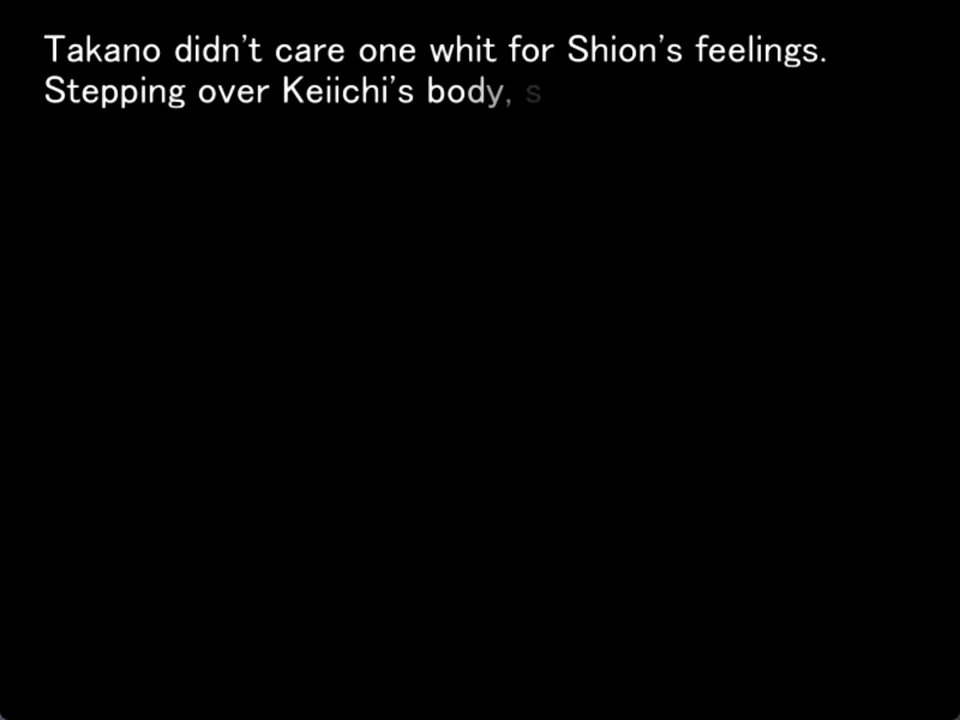 Takano didn't care one whit for Shion's feelings.
Stepping over Keiichi's body, s